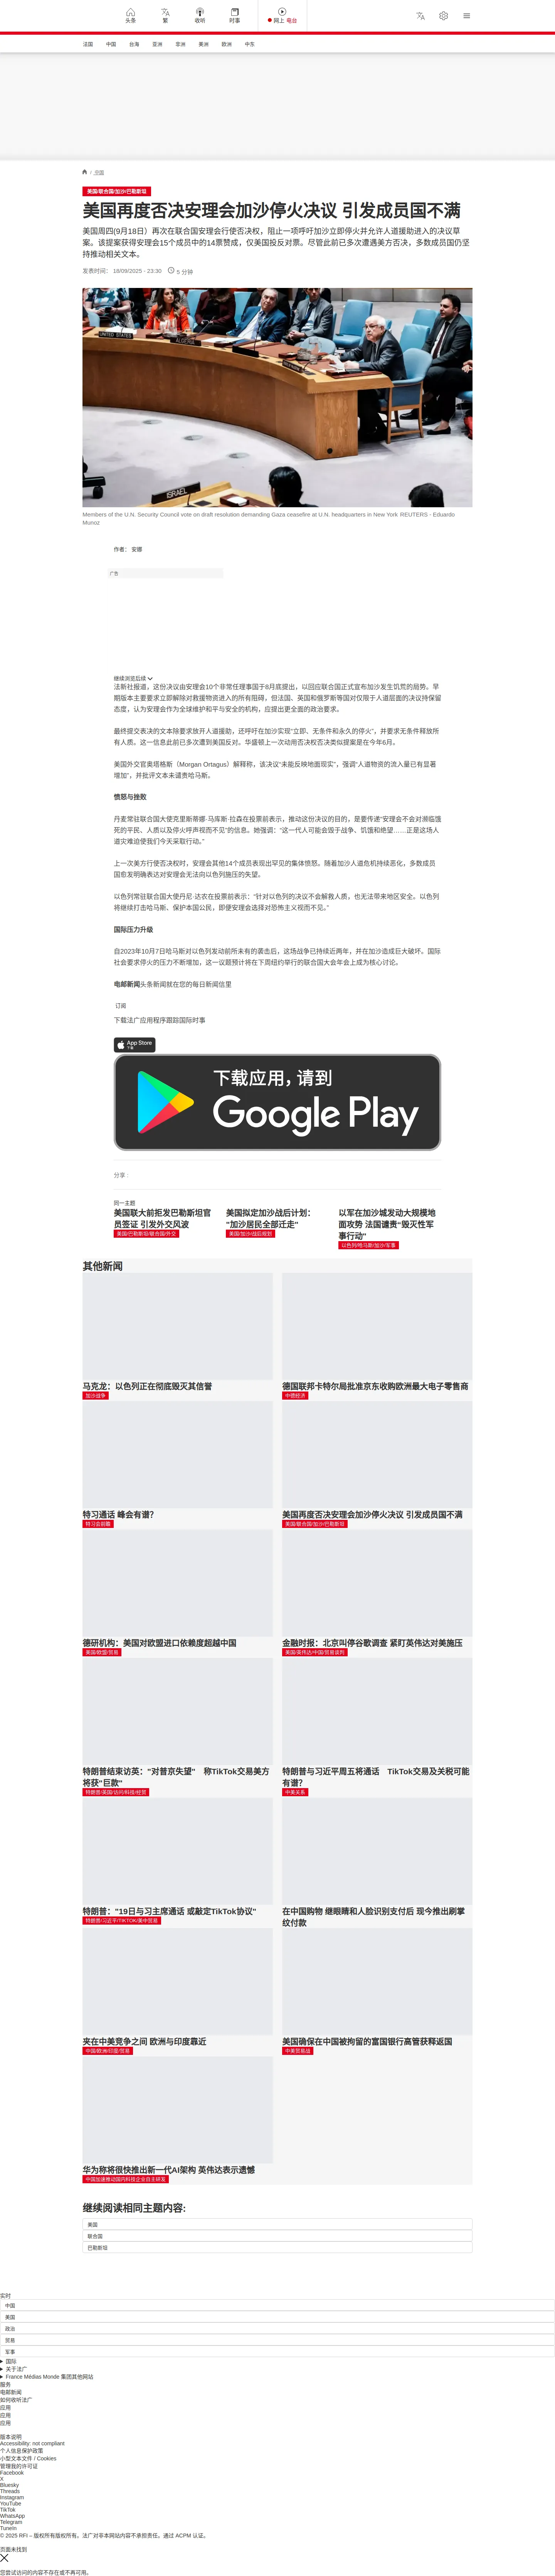 头条
繁
收听
时事
网上 电台
法国
中国
台海
亚洲
非洲
美洲
欧洲
中东
/ 中国
美国/联合国/加沙/巴勒斯坦
美国再度否决安理会加沙停火决议 引发成员国不满
美国周四(9月18日）再次在联合国安理会行使否决权，阻止一项呼吁加沙立即停火并允许人道援助进入的决议草
案。该提案获得安理会15个成员中的14票赞成，仅美国投反对票。尽管此前已多次遭遇美方否决，多数成员国仍坚
持推动相关文本。
发表时间： 18/09/2025 - 23:30
5 分钟
UNITED STATES
ALGERIA
ISRAEL
Members of the U.N. Security Council vote on draft resolution demanding Gaza ceasefire at U.N. headquarters in New York REUTERS - Eduardo
Munoz
作者： 安娜
广告
继续浏览后续
法新社报道，这份决议由安理会10个非常任理事国于8月底提出，以回应联合国正式宣布加沙发生饥荒的局势。早
期版本主要要求立即解除对救援物资进入的所有阻碍，但法国、英国和俄罗斯等国对仅限于人道层面的决议持保留
态度，认为安理会作为全球维护和平与安全的机构，应提出更全面的政治要求。
最终提交表决的文本除要求放开人道援助，还呼吁在加沙实现“立即、无条件和永久的停火”，并要求无条件释放所
有人质。这一信息此前已多次遭到美国反对。华盛顿上一次动用否决权否决类似提案是在今年6月。
美国外交官奥塔格斯（Morgan Ortagus）解释称，该决议“未能反映地面现实”，强调“人道物资的流入量已有显著
增加”，并批评文本未谴责哈马斯。
愤怒与挫败
丹麦常驻联合国大使克里斯蒂娜·马库斯·拉森在投票前表示，推动这份决议的目的，是要传递“安理会不会对濒临饿
死的平民、人质以及停火呼声视而不见”的信息。她强调：“这一代人可能会毁于战争、饥饿和绝望……正是这场人
道灾难迫使我们今天采取行动。”
上一次美方行使否决权时，安理会其他14个成员表现出罕见的集体愤怒。随着加沙人道危机持续恶化，多数成员
国愈发明确表达对安理会无法向以色列施压的失望。
以色列常驻联合国大使丹尼·达农在投票前表示：“针对以色列的决议不会解救人质，也无法带来地区安全。以色列
将继续打击哈马斯、保护本国公民，即便安理会选择对恐怖主义视而不见。”
国际压力升级
自2023年10月7日哈马斯对以色列发动前所未有的袭击后，这场战争已持续近两年，并在加沙造成巨大破坏。国际
社会要求停火的压力不断增加，这一议题预计将在下周纽约举行的联合国大会年会上成为核心讨论。
电邮新闻头条新闻就在您的每日新闻信里
订阅
下载法广应用程序跟踪国际时事
App Store
下载
下载应用，请到
Google Play
分享 :
同一主题
美国联大前拒发巴勒斯坦官
员签证 引发外交风波
美国/巴勒斯坦/联合国/外交
美国拟定加沙战后计划：
"加沙居民全部迁走"
美国/加沙/战后规划
以军在加沙城发动大规模地
面攻势 法国谴责"毁灭性军
事行动"
以色列/哈马斯/加沙/军事
其他新闻
马克龙：以色列正在彻底毁灭其信誉
加沙战争
德国联邦卡特尔局批准京东收购欧洲最大电子零售商
中德经济
特习通话 峰会有谱？
特习会前瞻
美国再度否决安理会加沙停火决议 引发成员国不满
美国/联合国/加沙/巴勒斯坦
德研机构：美国对欧盟进口依赖度超越中国
美国/欧盟/贸易
金融时报：北京叫停谷歌调查 紧盯英伟达对美施压
美国/英伟达/中国/贸易谈判
特朗普结束访英："对普京失望" 称TikTok交易美方
将获"巨款"
特朗普/英国/访问/科技/经贸
特朗普与习近平周五将通话 TikTok交易及关税可能
有谱？
中美关系
特朗普："19日与习主席通话 或敲定TikTok协议"
特朗普/习近平/TIKTOK/美中贸易
在中国购物 继眼睛和人脸识别支付后 现今推出刷掌
纹付款
夹在中美竞争之间 欧洲与印度靠近
中国/欧洲/印度/贸易
美国确保在中国被拘留的富国银行高管获释返国
中美贸易战
华为称将很快推出新一代AI架构 英伟达表示遗憾
中国加速推动国内科技企业自主研发
继续阅读相同主题内容:
美国
联合国
巴勒斯坦
实时
中国
美国
政治
贸易
军事
国际
关于法广
France Médias Monde 集团其他网站
服务
电邮新闻
如何收听法广
应用
应用
应用
版本说明
Accessibility: not compliant
个人信息保护政策
小型文本文件 / Cookies
管理我的许可证
Facebook
X
Bluesky
Threads
Instagram
YouTube
TikTok
WhatsApp
Telegram
TuneIn
© 2025 RFI – 版权所有版权所有。法广对非本网站内容不承担责任。通过 ACPM 认证。
页面未找到
您尝试访问的内容不存在或不再可用。